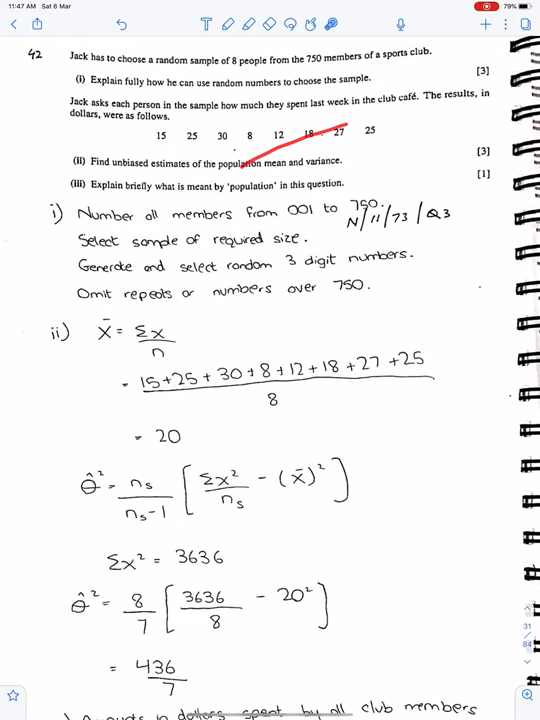 11:47 AM Sat 6 Mar
79%
42
Jack has to choose a random sample of 8 people from the 750 members of a sports club.
(i) Explain fully how he can use random numbers to choose the sample. [3]
Jack asks each person in the sample how much they spent last week in the club café. The results, in
dollars, were as follows.
15 25 30 8 12 18 27 25
(ii) Find unbiased estimates of the population mean and variance. [3]
(iii) Explain briefly what is meant by 'population' in this question. [1]
i) Number all members from 001 to 750.
N/11/73/Q3
Select sample of required size.
Generate and select random 3 digit numbers.
Omit repeats or numbers over 750.
ii) x̄ = Σx/n
= (15+25+30+8+12+18+27+25)/8
= 20
σ̂² = nₛ/(nₛ-1) [Σx²/nₛ - (x̄)²]
Σx² = 3636
σ̂² = 8/7 [3636/8 - 20²]
= 436/7
) Amounts in dollars spent by all club members
31
/
84